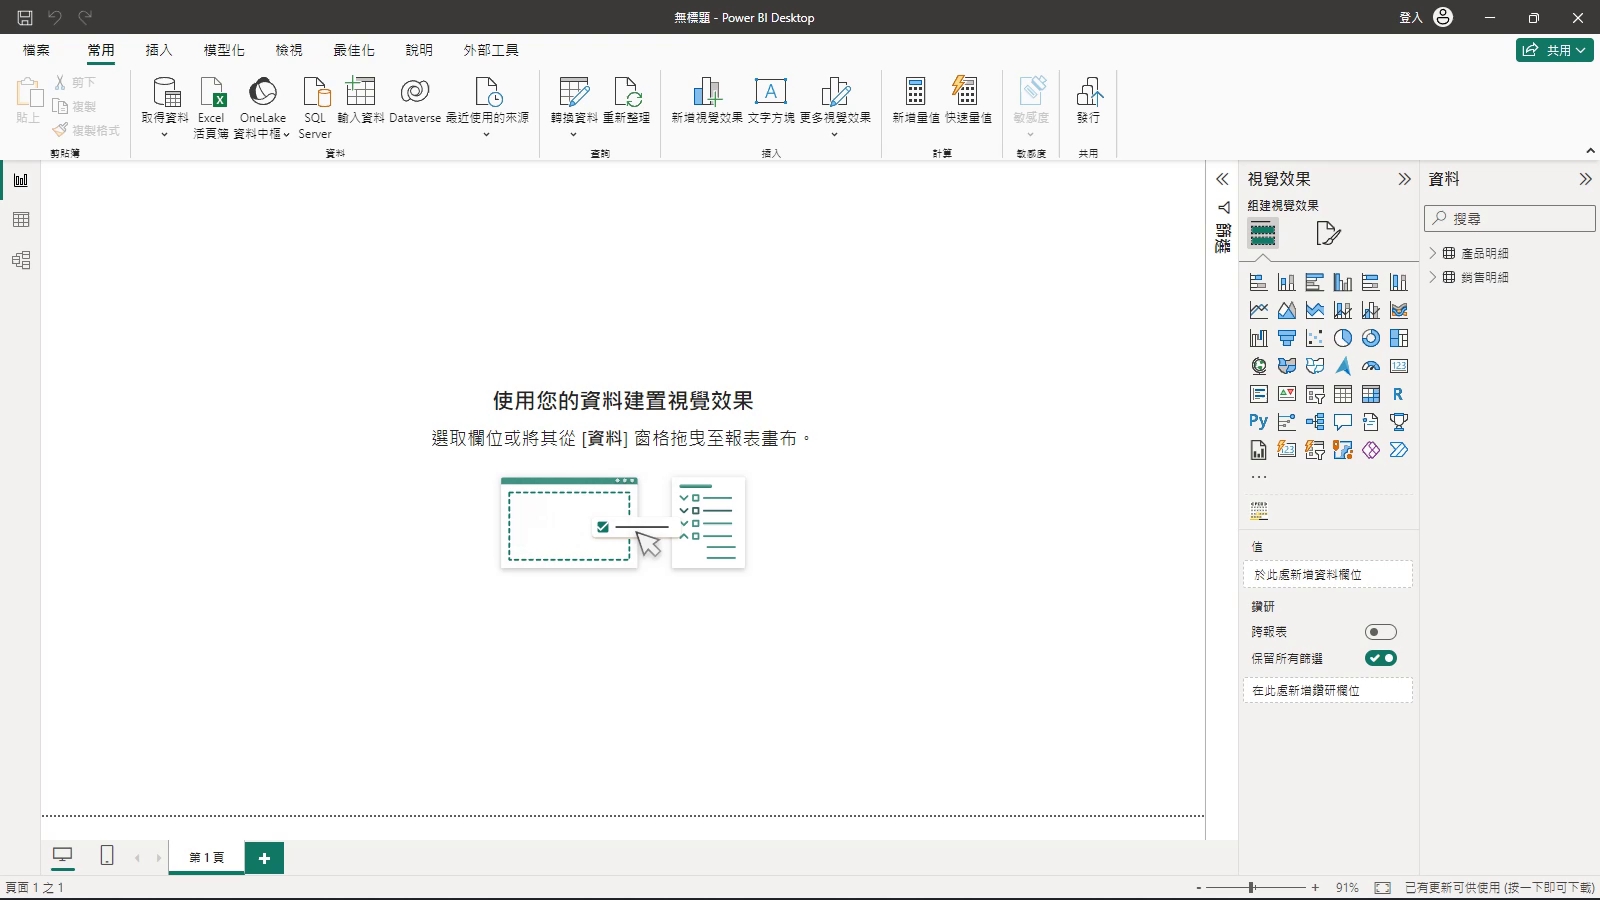 無標題 - Power BI Desktop
登入
檔案
常用
插入
模型化
檢視
最佳化
說明
外部工具
共用
貼上
剪下
複製
複製格式
剪貼簿
取得資料
Excel
活頁簿
OneLake
資料中樞
SQL
Server
輸入資料
Dataverse
最近使用的來源
資料
轉換資料
重新整理
查詢
新增視覺效果
A
文字方塊
更多視覺效果
插入
新增量值
快速量值
計算
敏感度
敏感度
發行
共用
篩選
視覺效果
組建視覺效果
123
R
Py
123
值
於此處新增資料欄位
鑽研
跨報表
保留所有篩選
在此處新增鑽研欄位
資料
搜尋
產品明細
銷售明細
使用您的資料建置視覺效果
選取欄位或將其從 [資料] 窗格拖曳至報表畫布。
第 1 頁
頁面 1 之 1
- + 91%
已有更新可供使用 (按一下即可下載)